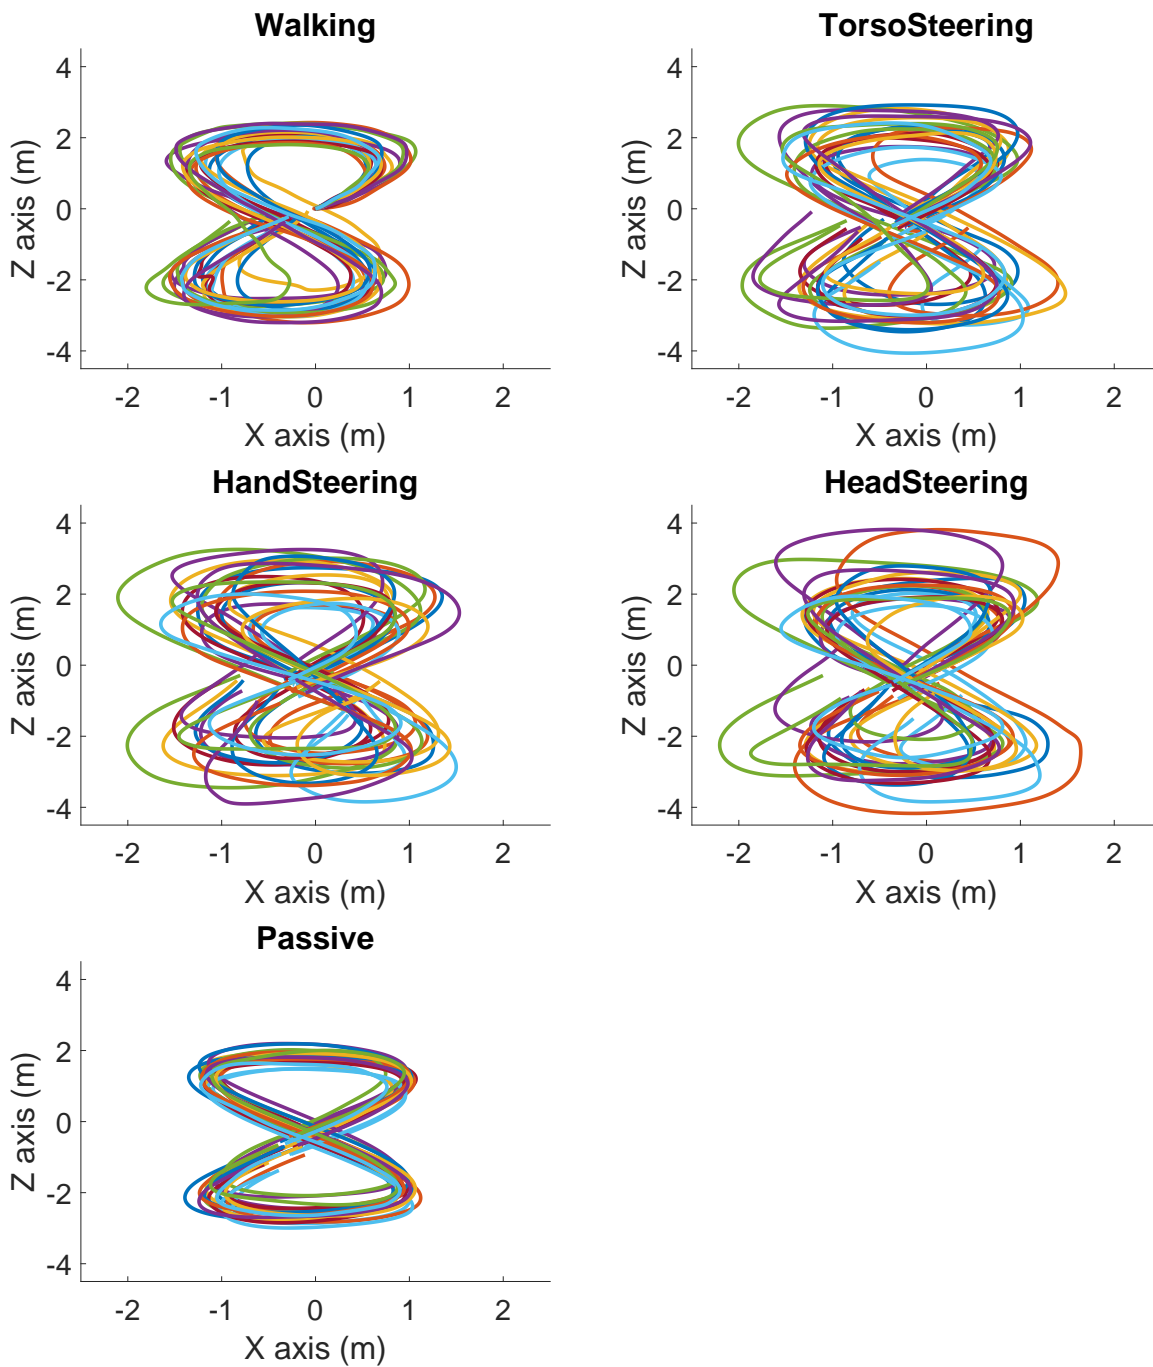 Walking
4
2
0
-2
-4
Z axis (m)
-2 -1 0 1 2
X axis (m)
TorsoSteering
4
2
0
-2
-4
Z axis (m)
-2 -1 0 1 2
X axis (m)
HandSteering
4
2
0
-2
-4
Z axis (m)
-2 -1 0 1 2
X axis (m)
HeadSteering
4
2
0
-2
-4
Z axis (m)
-2 -1 0 1 2
X axis (m)
Passive
4
2
0
-2
-4
Z axis (m)
-2 -1 0 1 2
X axis (m)